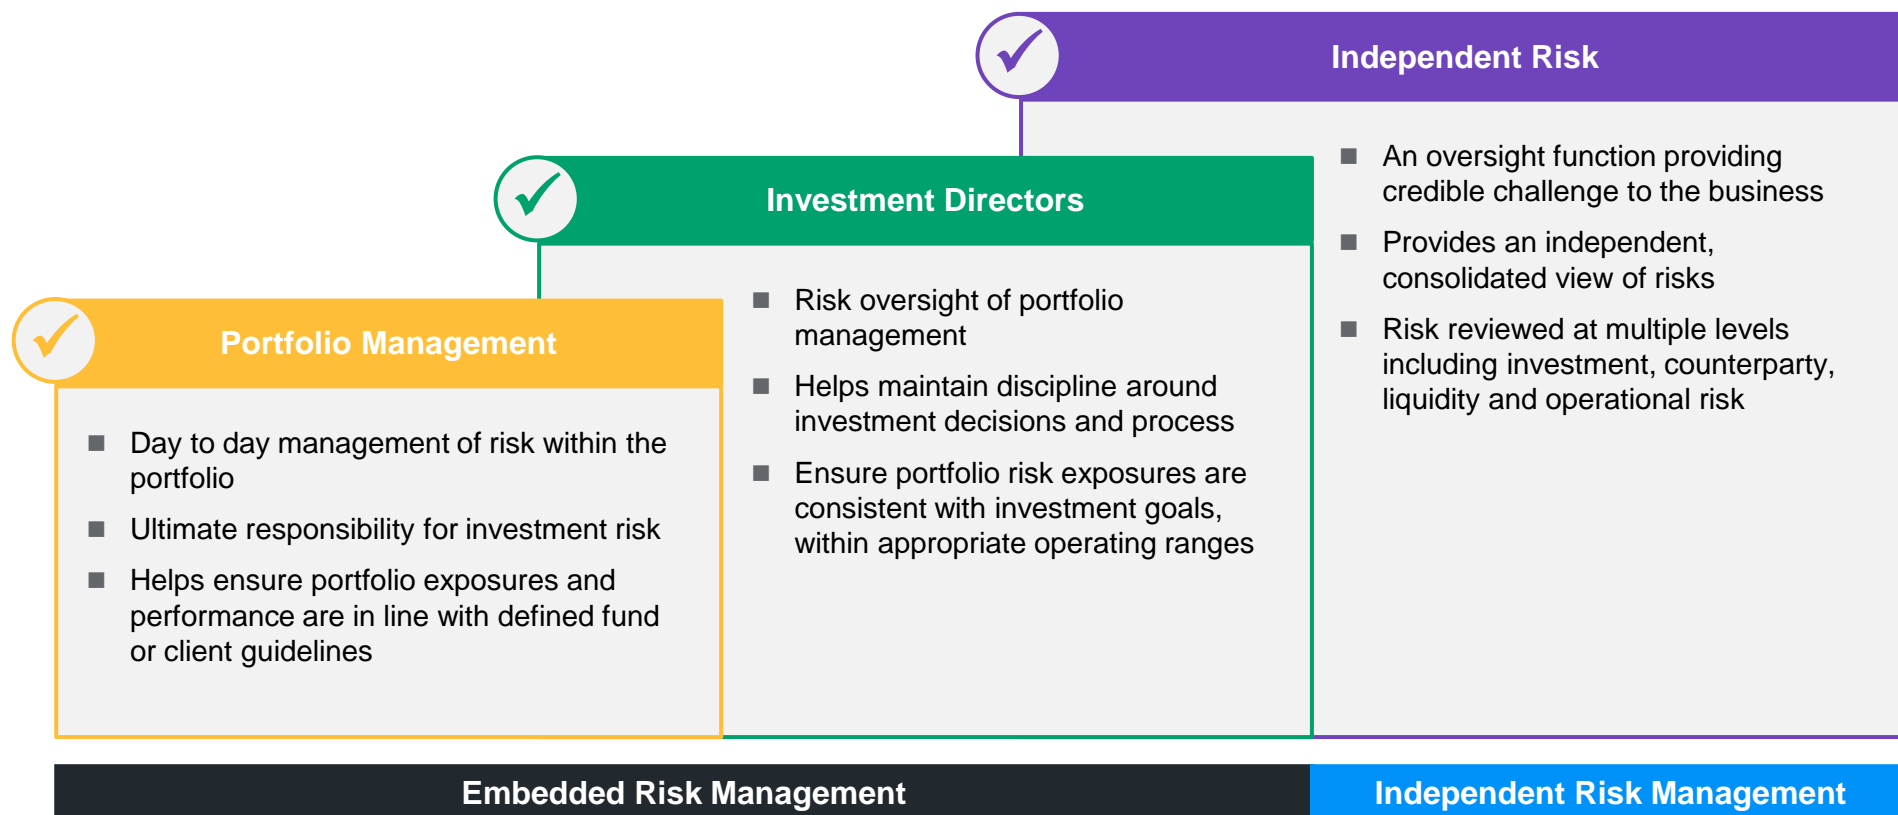 Independent Risk
An oversight function providing
credible challenge to the business
Provides an independent,
consolidated view of risks
Risk reviewed at multiple levels
including investment, counterparty,
liquidity and operational risk
Investment Directors
Risk oversight of portfolio
management
Helps maintain discipline around
investment decisions and process
Ensure portfolio risk exposures are
consistent with investment goals,
within appropriate operating ranges
Portfolio Management
Day to day management of risk within the
portfolio
Ultimate responsibility for investment risk
Helps ensure portfolio exposures and
performance are in line with defined fund
or client guidelines
Embedded Risk Management
Independent Risk Management